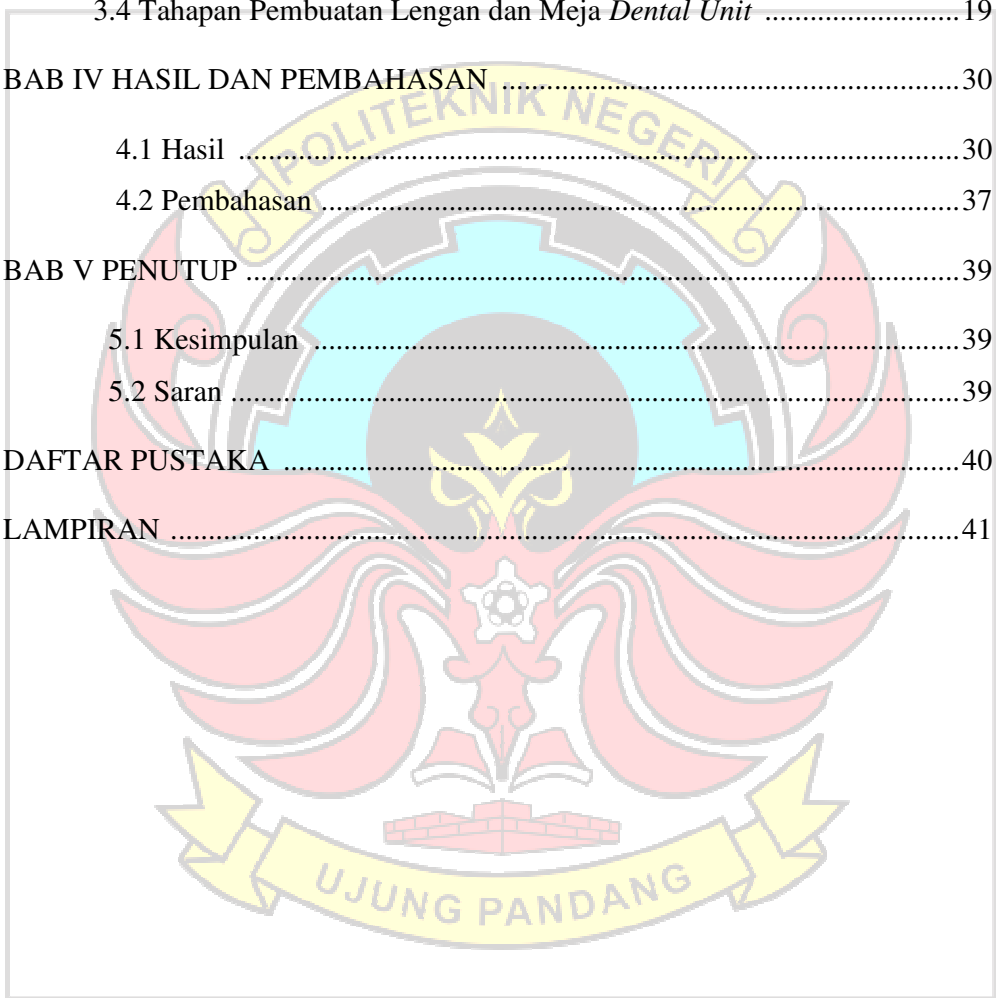 3.4 Tahapan Pembuatan Lengan dan Meja Dental Unit ................................19
BAB IV HASIL DAN PEMBAHASAN ................................30
4.1 Hasil ................................30
4.2 Pembahasan ................................37
BAB V PENUTUP ................................39
5.1 Kesimpulan ................................39
5.2 Saran ................................39
DAFTAR PUSTAKA ................................40
LAMPIRAN ................................41
POLITEKNIK NEGERI
UJUNG PANDANG